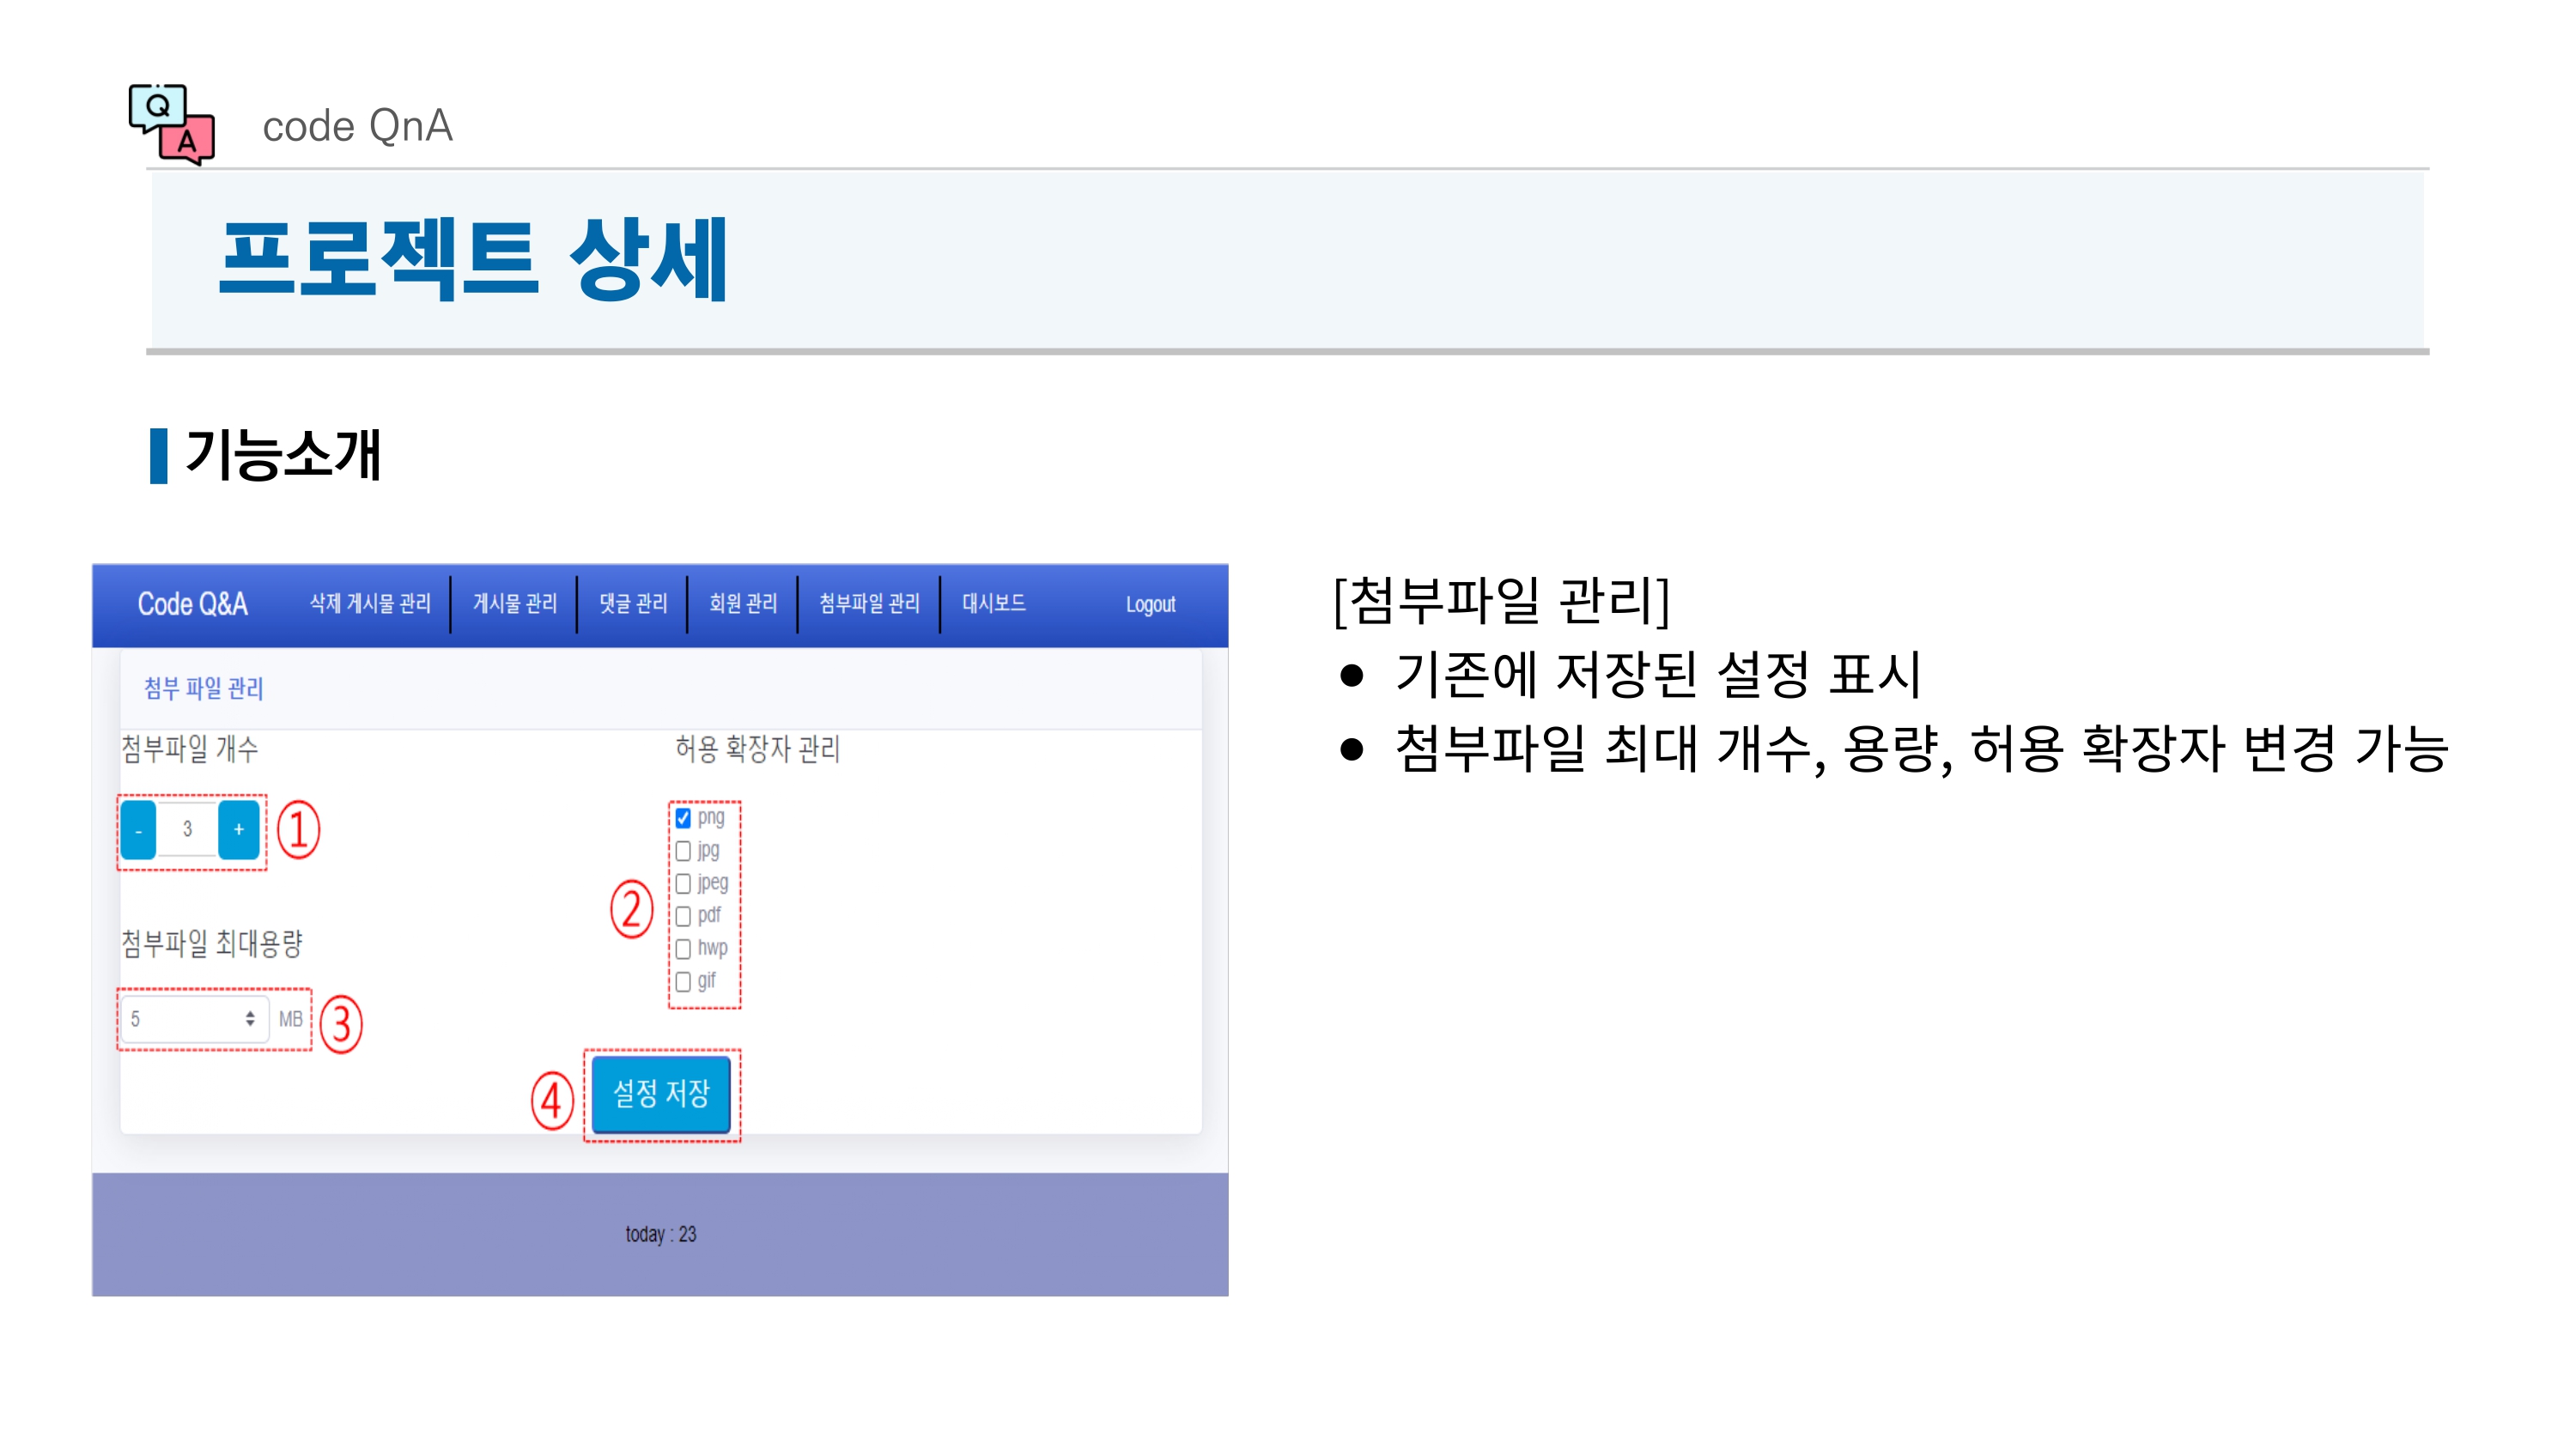 Q
A
code QnA
프로젝트 상세
기능소개
Code Q&A 삭제 게시물 관리 게시물 관리 댓글 관리 회원 관리 첨부파일 관리 대시보드 Logout
첨부 파일 관리
첨부파일 개수
- 3 +
①
첨부파일 최대용량
5 MB
③
허용 확장자 관리
②
png
jpg
jpeg
pdf
hwp
gif
④
설정 저장
today : 23
[첨부파일 관리]
● 기존에 저장된 설정 표시
● 첨부파일 최대 개수, 용량, 허용 확장자 변경 가능